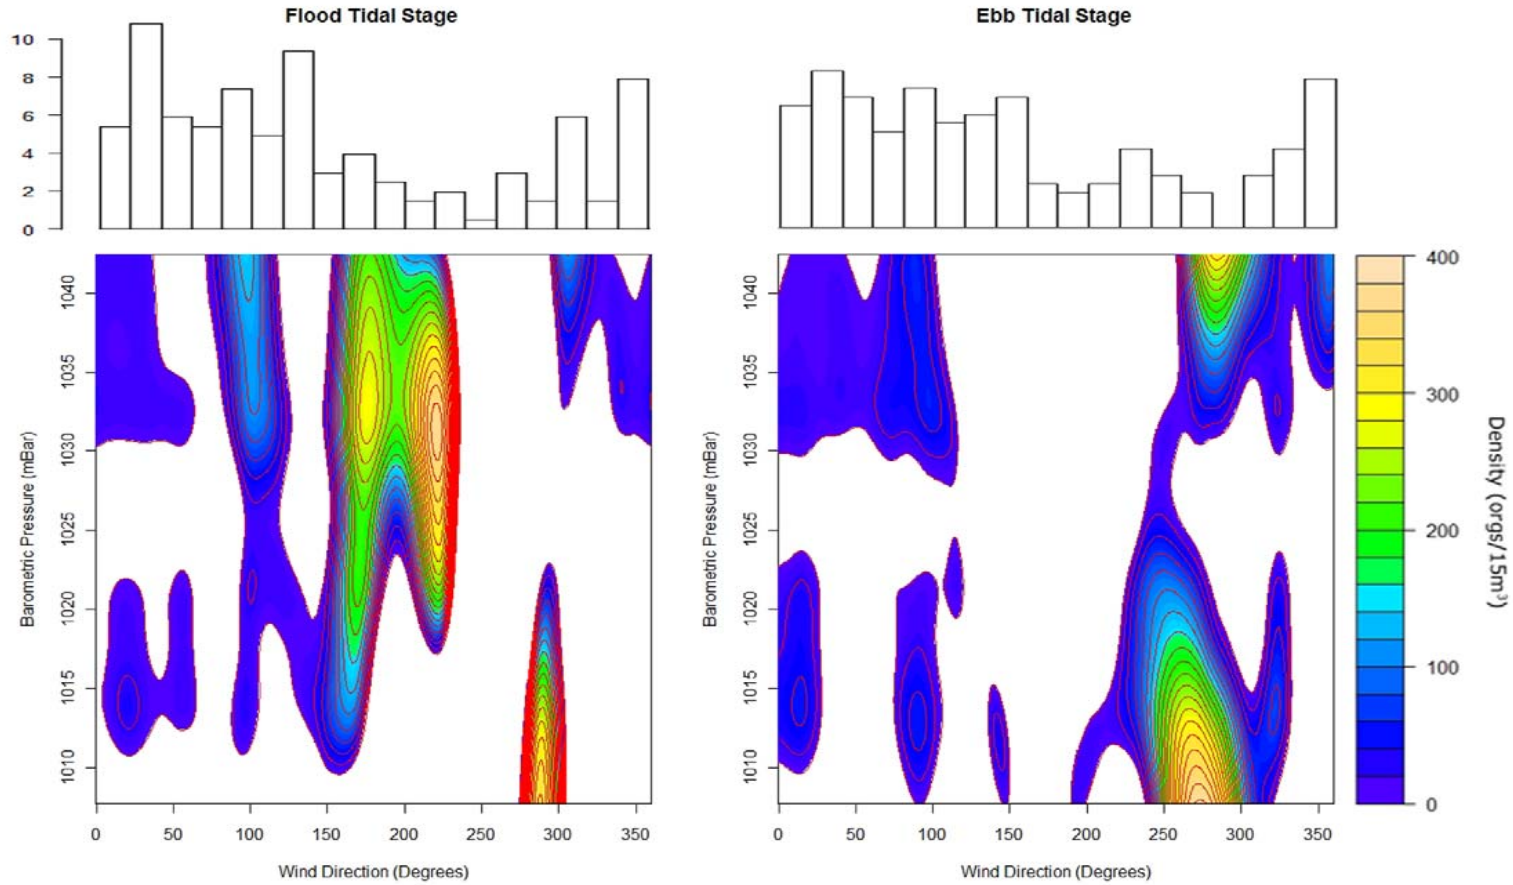 Flood Tidal Stage
Ebb Tidal Stage
10
8
6
4
2
0
1040
1035
1030
1025
1020
1015
1010
Barometric Pressure (mBar)
0 50 100 150 200 250 300 350
Wind Direction (Degrees)
1040
1035
1030
1025
1020
1015
1010
Barometric Pressure (mBar)
0 50 100 150 200 250 300 350
Wind Direction (Degrees)
400
300
200
100
0
Density (orgs/15m³)